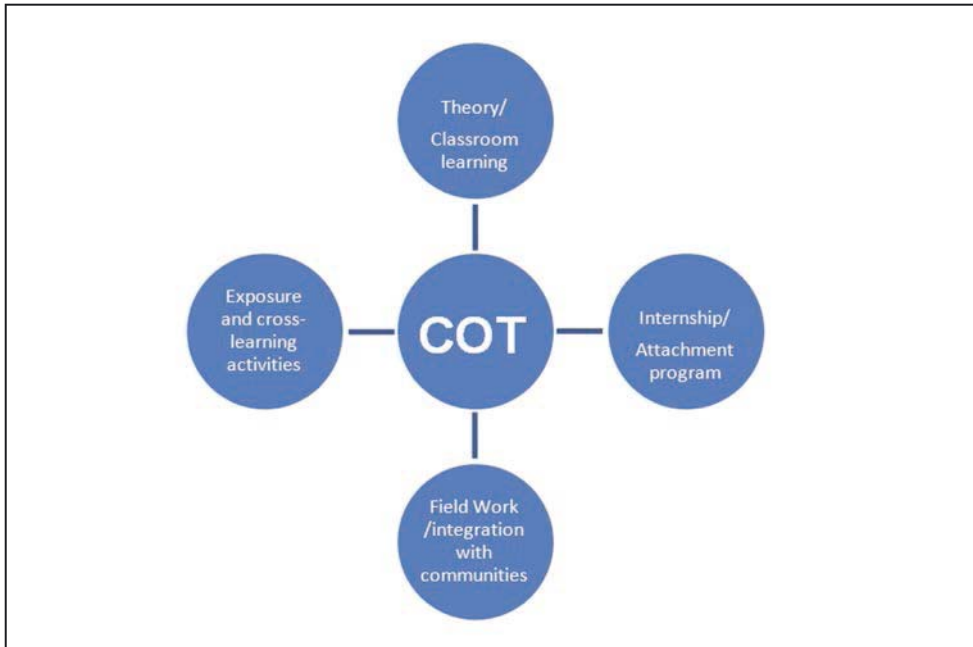 Theory/
Classroom
learning
Exposure
and cross-
learning
activities
COT
Internship/
Attachment
program
Field Work
/integration
with
communities